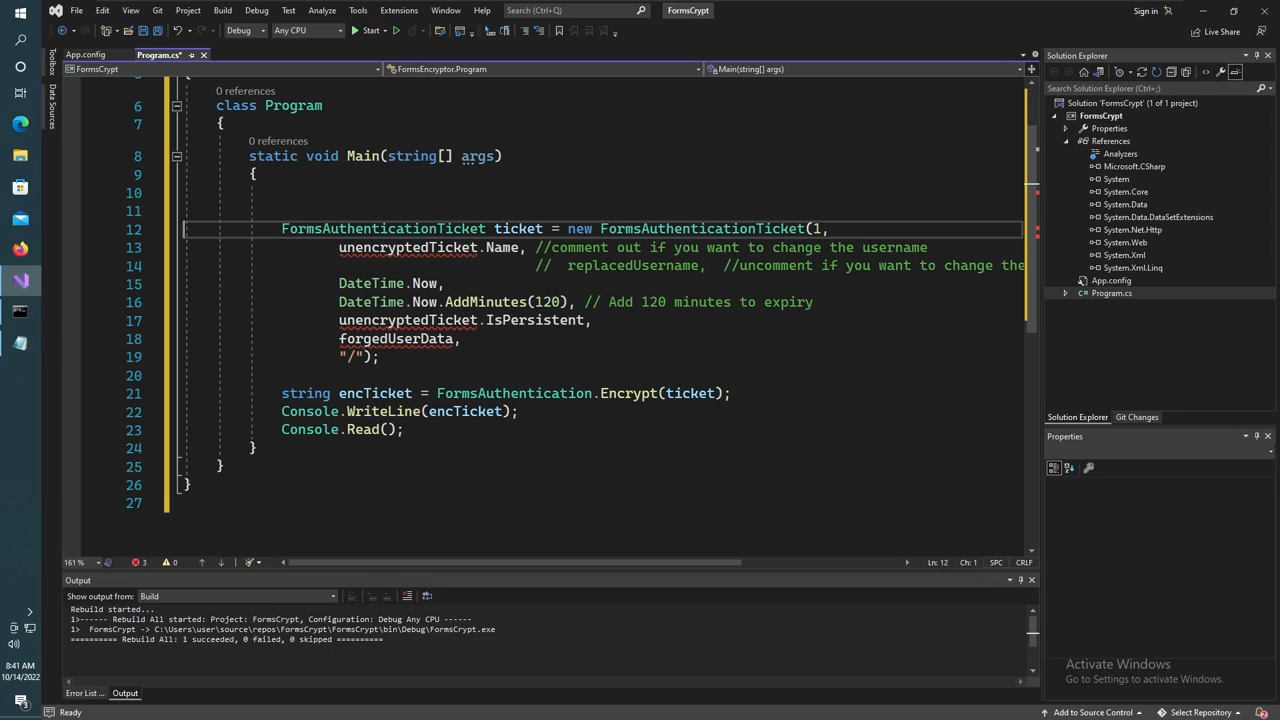 File Edit View Git Project Build Debug Test Analyze Tools Extensions Window Help Search (Ctrl+Q) FormsCrypt Sign in
Debug Any CPU Start Live Share
App.config Program.cs*
FormsCrypt FormsEncryptor.Program Main(string[] args)
Toolbox
Data Sources
0 references
6 class Program
7 {
0 references
8 static void Main(string[] args)
9 {
10
11
12 FormsAuthenticationTicket ticket = new FormsAuthenticationTicket(1,
13 unencryptedTicket.Name, //comment out if you want to change the username
14 // replacedUsername, //uncomment if you want to change the
15 DateTime.Now,
16 DateTime.Now.AddMinutes(120), // Add 120 minutes to expiry
17 unencryptedTicket.IsPersistent,
18 forgedUserData,
19 "/");
20
21 string encTicket = FormsAuthentication.Encrypt(ticket);
22 Console.WriteLine(encTicket);
23 Console.Read();
24 }
25 }
26 }
27
161 % 3 0 Ln: 12 Ch: 1 SPC CRLF
Output
Show output from: Build
Rebuild started...
1>------ Rebuild All started: Project: FormsCrypt, Configuration: Debug Any CPU ------
1> FormsCrypt -> C:\Users\user\source\repos\FormsCrypt\FormsCrypt\bin\Debug\FormsCrypt.exe
========== Rebuild All: 1 succeeded, 0 failed, 0 skipped ==========
Error List ... Output
Solution Explorer
Search Solution Explorer (Ctrl+;)
Solution 'FormsCrypt' (1 of 1 project)
FormsCrypt
Properties
References
Analyzers
Microsoft.CSharp
System
System.Core
System.Data
System.Data.DataSetExtensions
System.Net.Http
System.Web
System.Xml
System.Xml.Linq
App.config
Program.cs
Solution Explorer Git Changes
Properties
Activate Windows
Go to Settings to activate Windows.
8:41 AM
10/14/2022
3
Ready Add to Source Control Select Repository 2